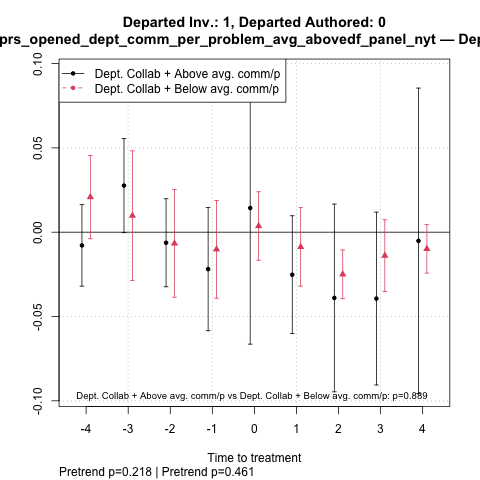 Departed Inv.: 1, Departed Authored: 0
prs_opened_dept_comm_per_problem_avg_abovedf_panel_nyt — Dep
Dept. Collab + Above avg. comm/p
Dept. Collab + Below avg. comm/p
0.10
0.05
0.00
-0.05
-0.10
Dept. Collab + Above avg. comm/p vs Dept. Collab + Below avg. comm/p: p=0.889
-4 -3 -2 -1 0 1 2 3 4
Time to treatment
Pretrend p=0.218 | Pretrend p=0.461